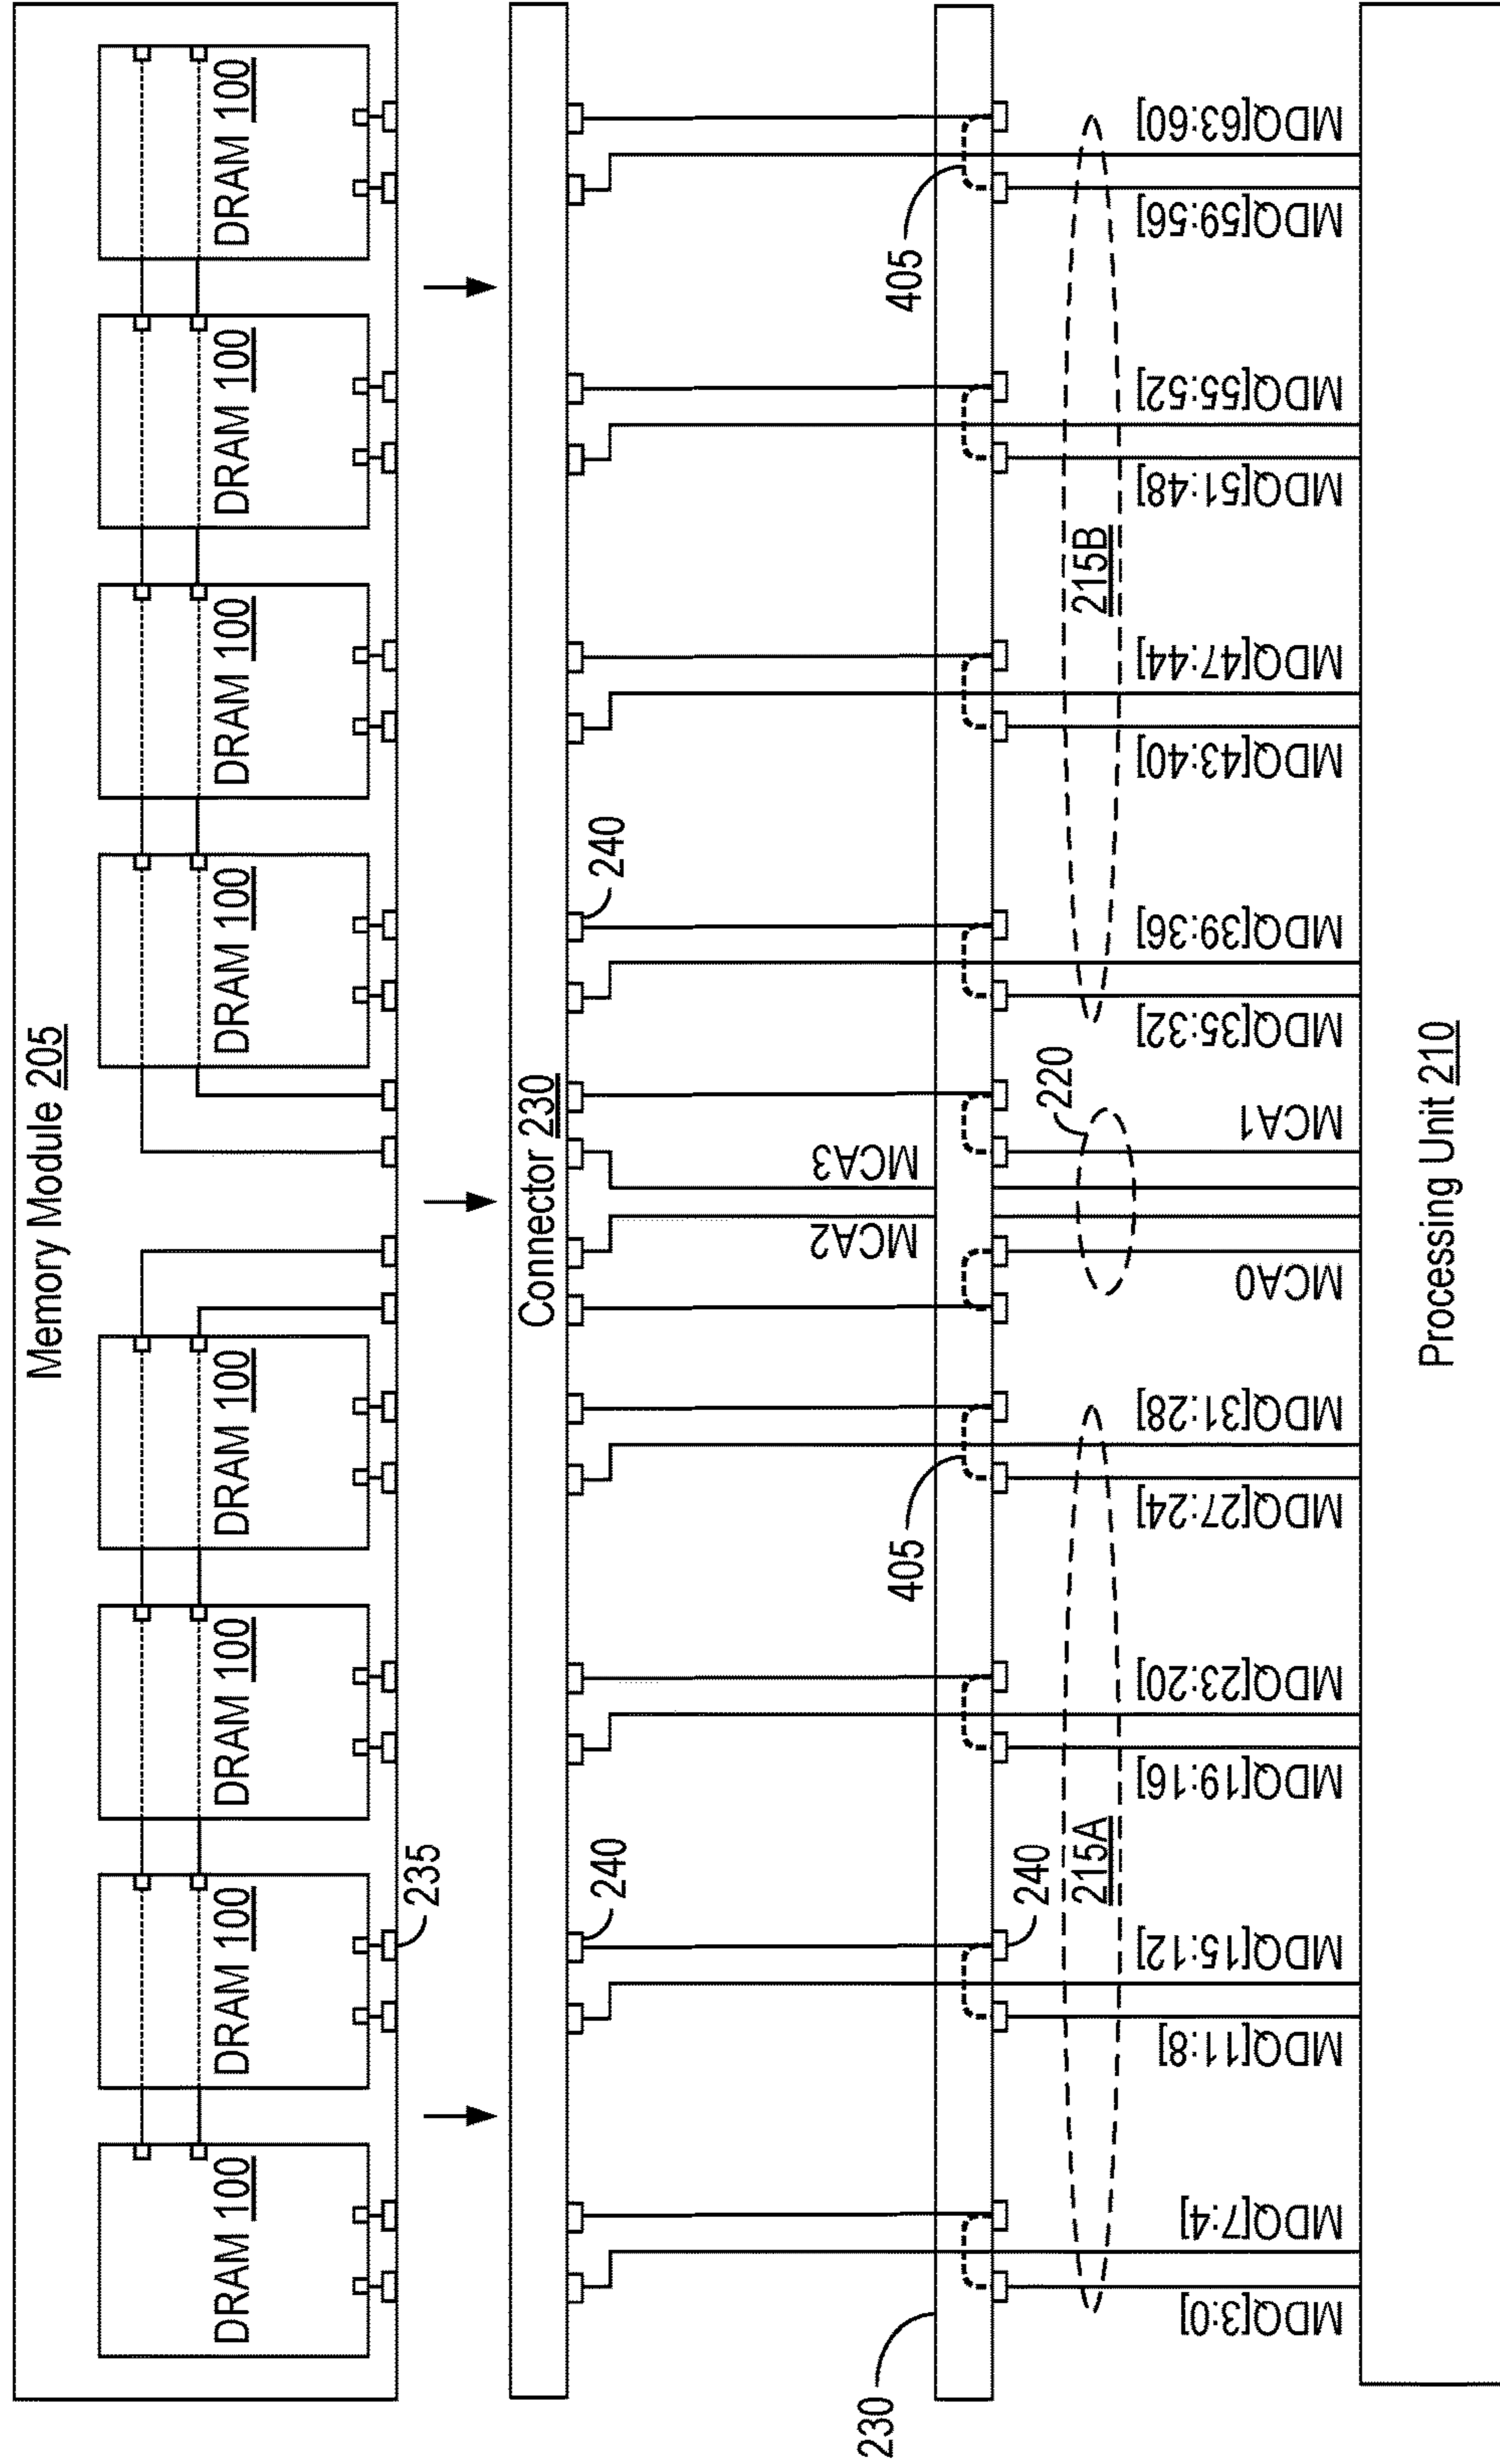 Memory Module 205
DRAM 100
DRAM 100
DRAM 100
DRAM 100
DRAM 100
DRAM 100
DRAM 100
DRAM 100
235
Connector 230
240
240
MCA2
MCA3
230
405
405
240
215A
220
215B
MDQ[3:0]
MDQ[7:4]
MDQ[11:8]
MDQ[15:12]
MDQ[19:16]
MDQ[23:20]
MDQ[27:24]
MDQ[31:28]
MCA0
MCA1
MDQ[35:32]
MDQ[39:36]
MDQ[43:40]
MDQ[47:44]
MDQ[51:48]
MDQ[55:52]
MDQ[59:56]
MDQ[63:60]
Processing Unit 210